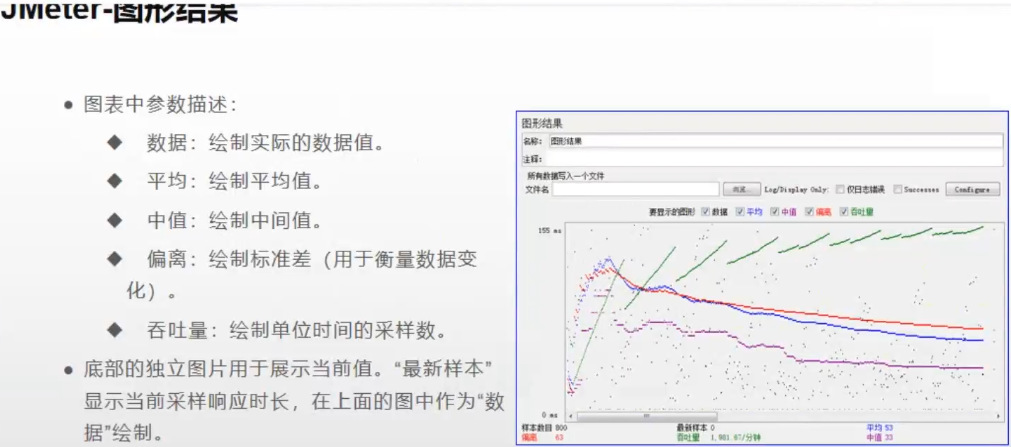 JMeter-图形结果
● 图表中参数描述：
◆ 数据：绘制实际的数据值。
◆ 平均：绘制平均值。
◆ 中值：绘制中间值。
◆ 偏离：绘制标准差（用于衡量数据变
化）。
◆ 吞吐量：绘制单位时间的采样数。
● 底部的独立图片用于展示当前值。“最新样本”
显示当前采样响应时长，在上面的图中作为“数
据”绘制。
图形结果
名称： 图形结果
注释：
所有数据写入一个文件
文件名 浏览... Log/Display Only: 仅日志错误 Successes Configure
要显示的图形 数据 平均 中值 偏离 吞吐量
155 ms
0 ms
样本数目 800 最新样本 0 平均 53
偏离 63 吞吐量 1,981.67/分钟 中值 33